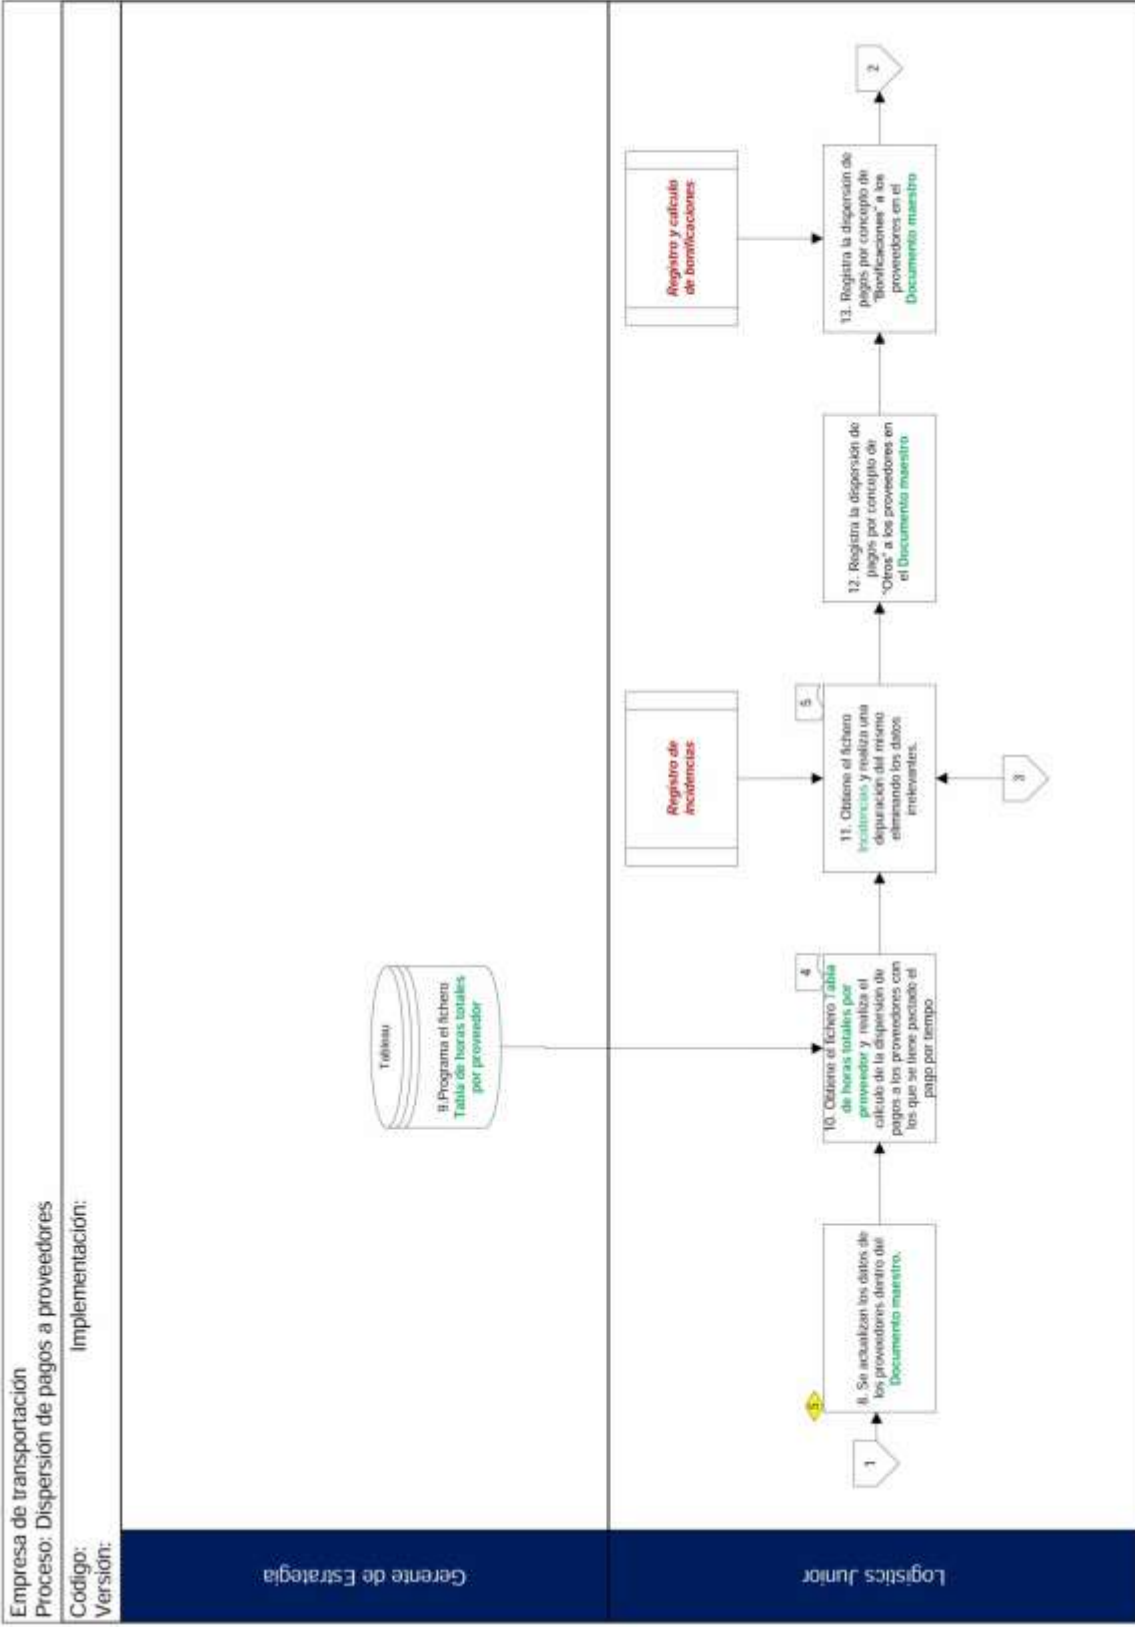 Empresa de transportación
Proceso: Dispersión de pagos a proveedores
Código:
Implementación:
Versión:
Gerente de Estrategia
Tableau
9.Programa el fichero
Tabla de horas totales
por proveedor
Logistics Junior
1
5
8. Se actualizan los datos de
los proveedores dentro del
Documento maestro.
4
10. Obtiene el fichero Tabla
de horas totales por
proveedor y realiza el
cálculo de la dispersión de
pagos a los proveedores con
los que se tiene pactado el
pago por tiempo
Registro de
incidencias
5
11. Obtiene el fichero
Incidencias y realiza una
depuración del mismo
eliminando los datos
irrelevantes.
3
12. Registra la dispersión de
pagos por concepto de
"Otros" a los proveedores en
el Documento maestro
Registro y calculo
de bonificaciones
13. Registra la dispersión de
pagos por concepto de
"Bonificaciones" a los
proveedores en el
Documento maestro
2